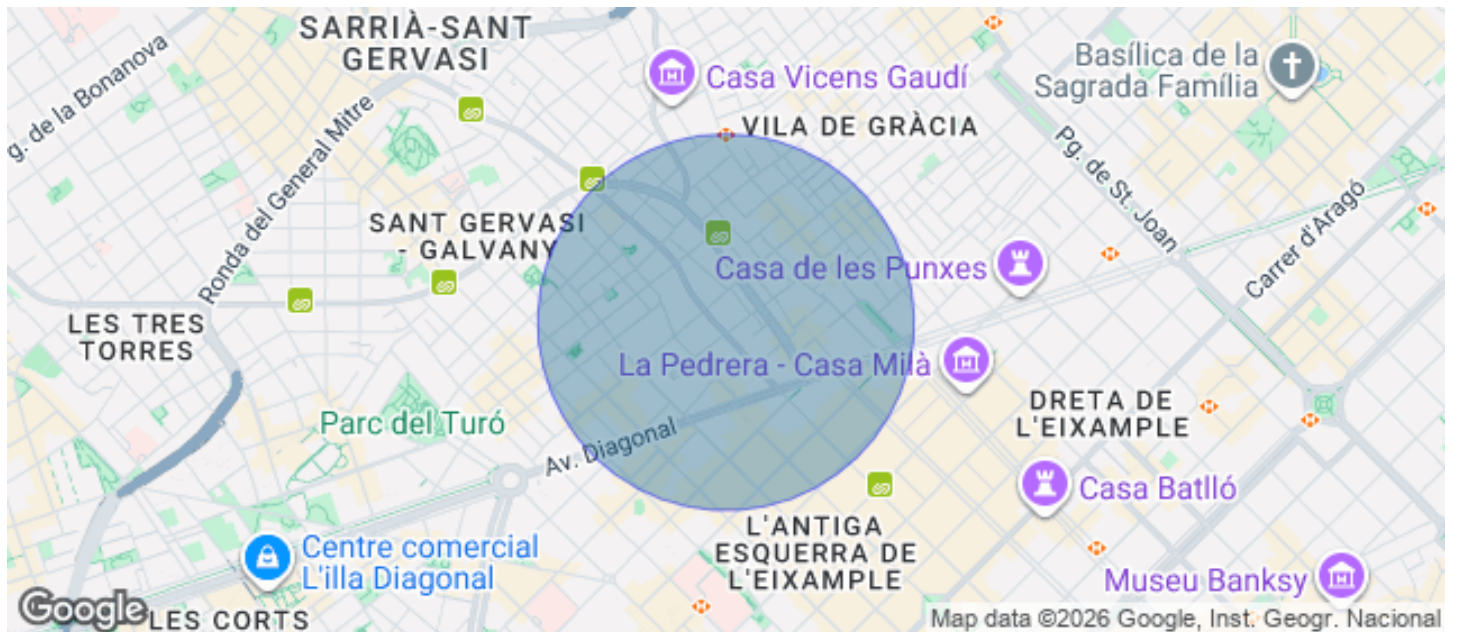 SARRIÀ-SANT
GERVASI
g. de la Bonanova
Casa Vicens Gaudí
Basílica de la
Sagrada Família
VILA DE GRÀCIA
Ronda del General Mitre
Pg. de St. Joan
SANT GERVASI
- GALVANY
Carrer d'Aragó
Casa de les Punxes
LES TRES
TORRES
La Pedrera - Casa Milà
DRETA DE
L'EIXAMPLE
Parc del Turó
Av. Diagonal
Casa Batlló
L'ANTIGA
ESQUERRA DE
L'EIXAMPLE
Centre comercial
L'illa Diagonal
Museu Banksy
Google
LES CORTS
Map data ©2026 Google, Inst. Geogr. Nacional